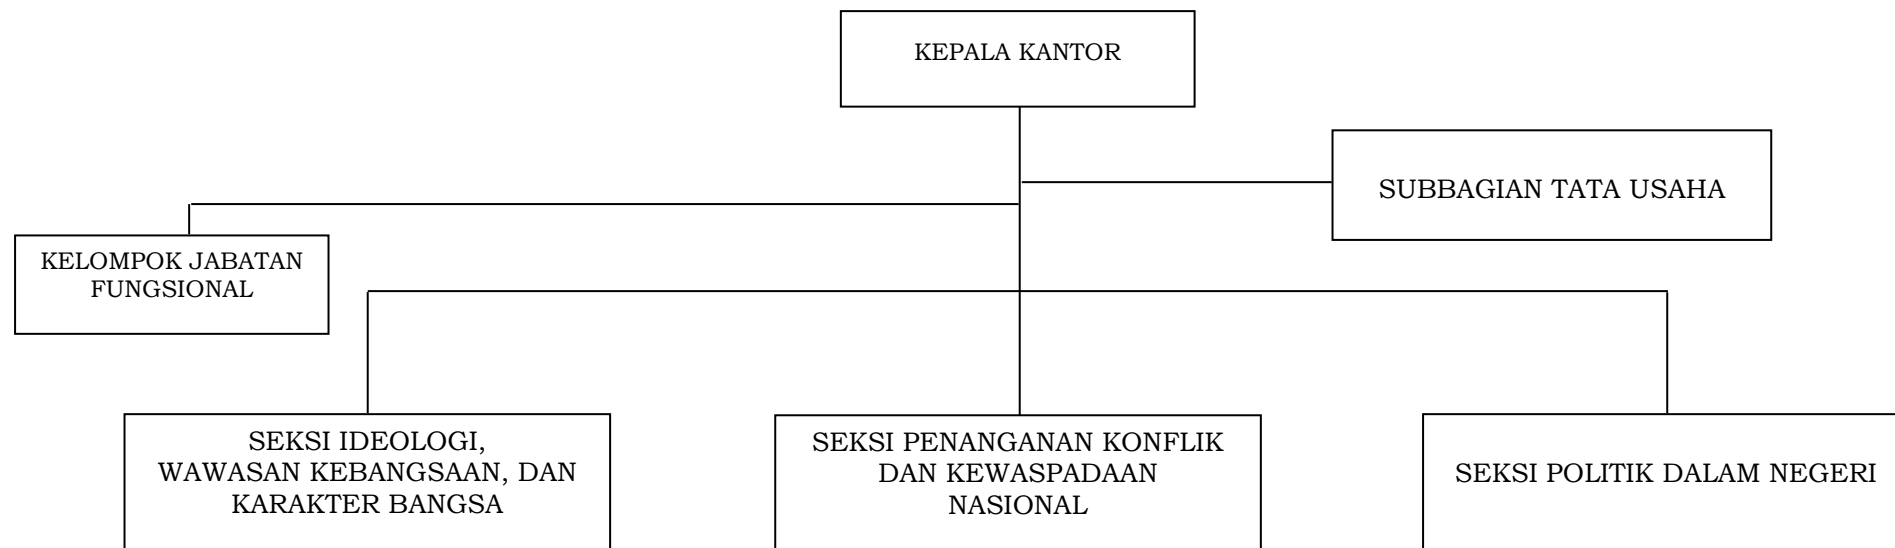 KEPALA KANTOR
SUBBAGIAN TATA USAHA
KELOMPOK JABATAN
FUNGSIONAL
SEKSI IDEOLOGI,
WAWASAN KEBANGSAAN, DAN
KARAKTER BANGSA
SEKSI PENANGANAN KONFLIK
DAN KEWASPADAAN
NASIONAL
SEKSI POLITIK DALAM NEGERI